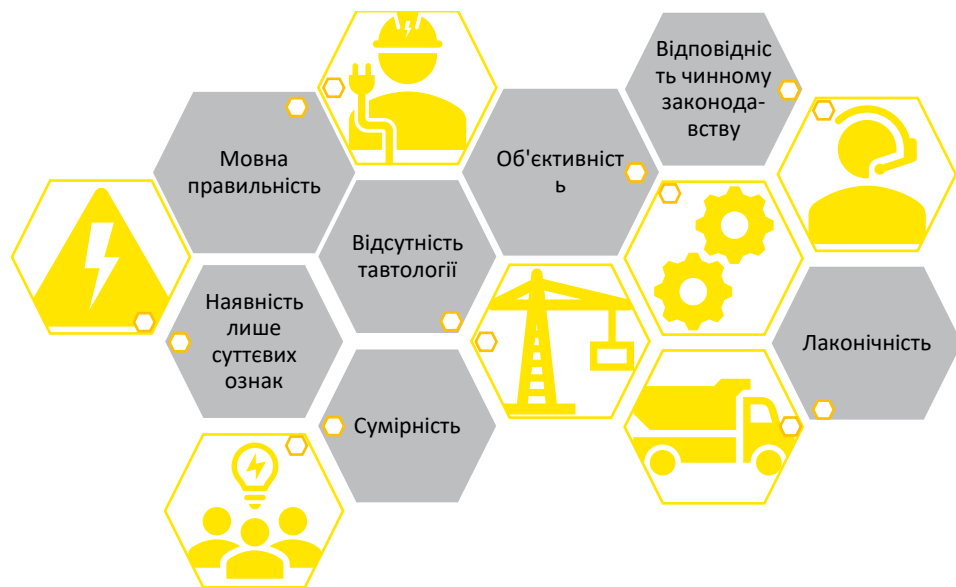 Мовна
правильність
Відсутність
тавтології
Об'єктивніст
ь
Відповідніс
ть чинному
законода-
вству
Наявність
лише
суттєвих
ознак
Сумірність
Лаконічність